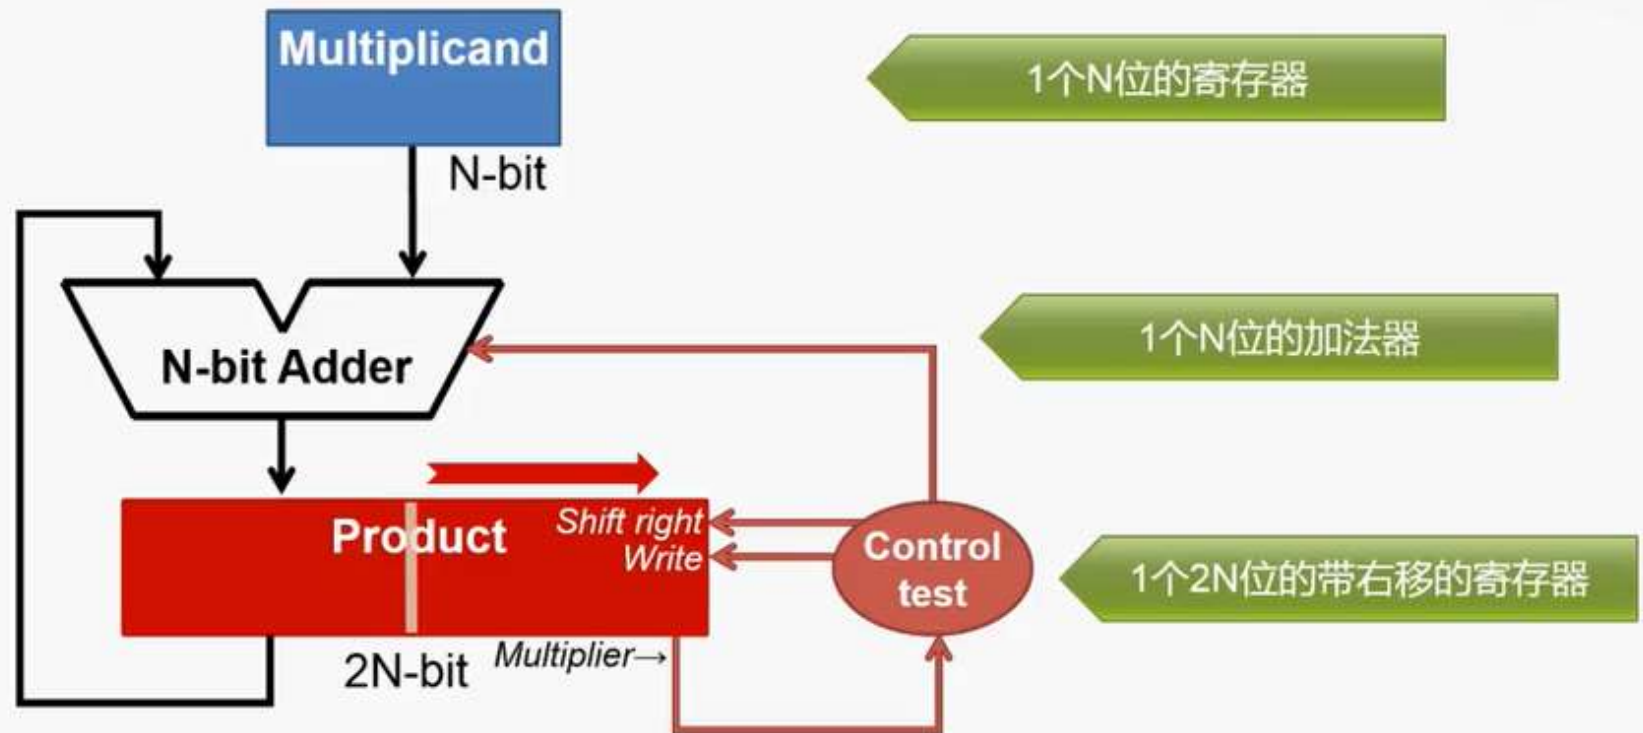 Multiplicand
1个N位的寄存器
N-bit
N-bit Adder
1个N位的加法器
Product
Shift right
Write
Control
test
1个2N位的带右移的寄存器
2N-bit
Multiplier→